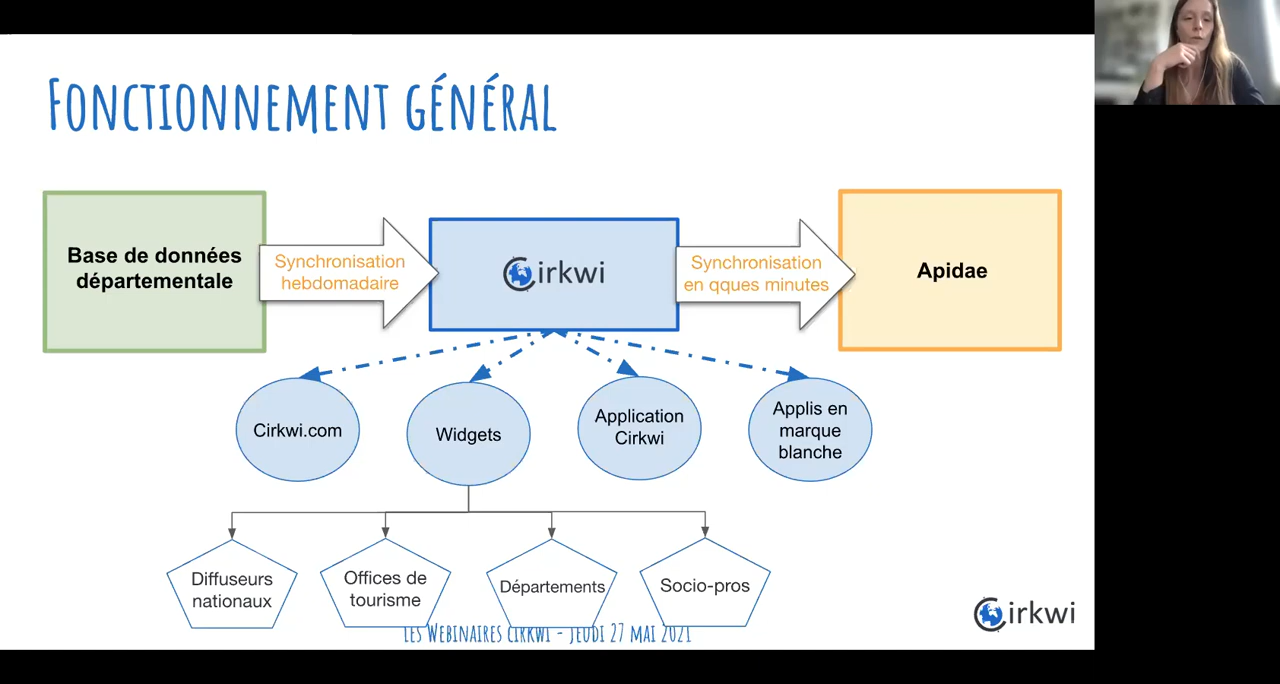 Fonctionnement général
Base de données
départementale
Synchronisation
hebdomadaire
Cirkwi
Synchronisation
en qques minutes
Apidae
Cirkwi.com
Widgets
Application
Cirkwi
Applis en
marque
blanche
Diffuseurs
nationaux
Offices de
tourisme
Départements
Socio-pros
Les Webinaires Cirkwi - Jeudi 27 mai 2021
Cirkwi